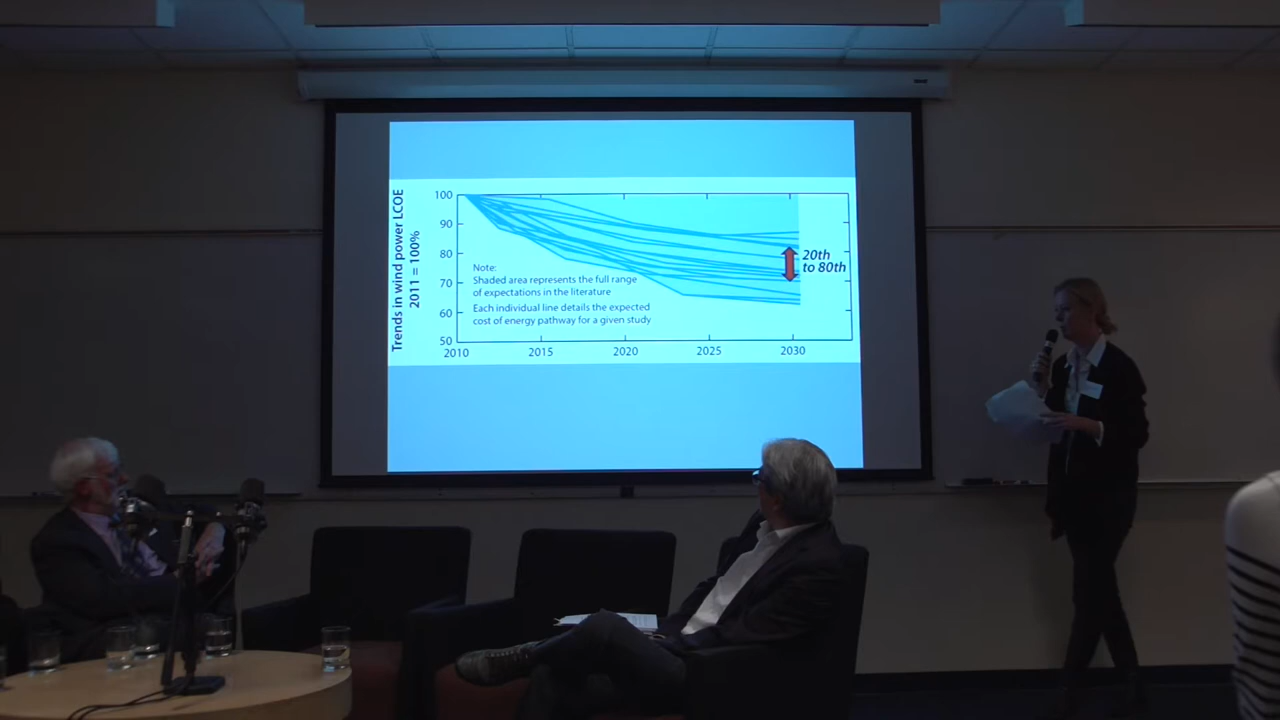 Trends in wind power LCOE
2011 = 100%
100
90
80
70
60
50
2010
2015
2020
2025
2030
Note:
Shaded area represents the full range
of expectations in the literature
Each individual line details the expected
cost of energy pathway for a given study
20th
to 80th